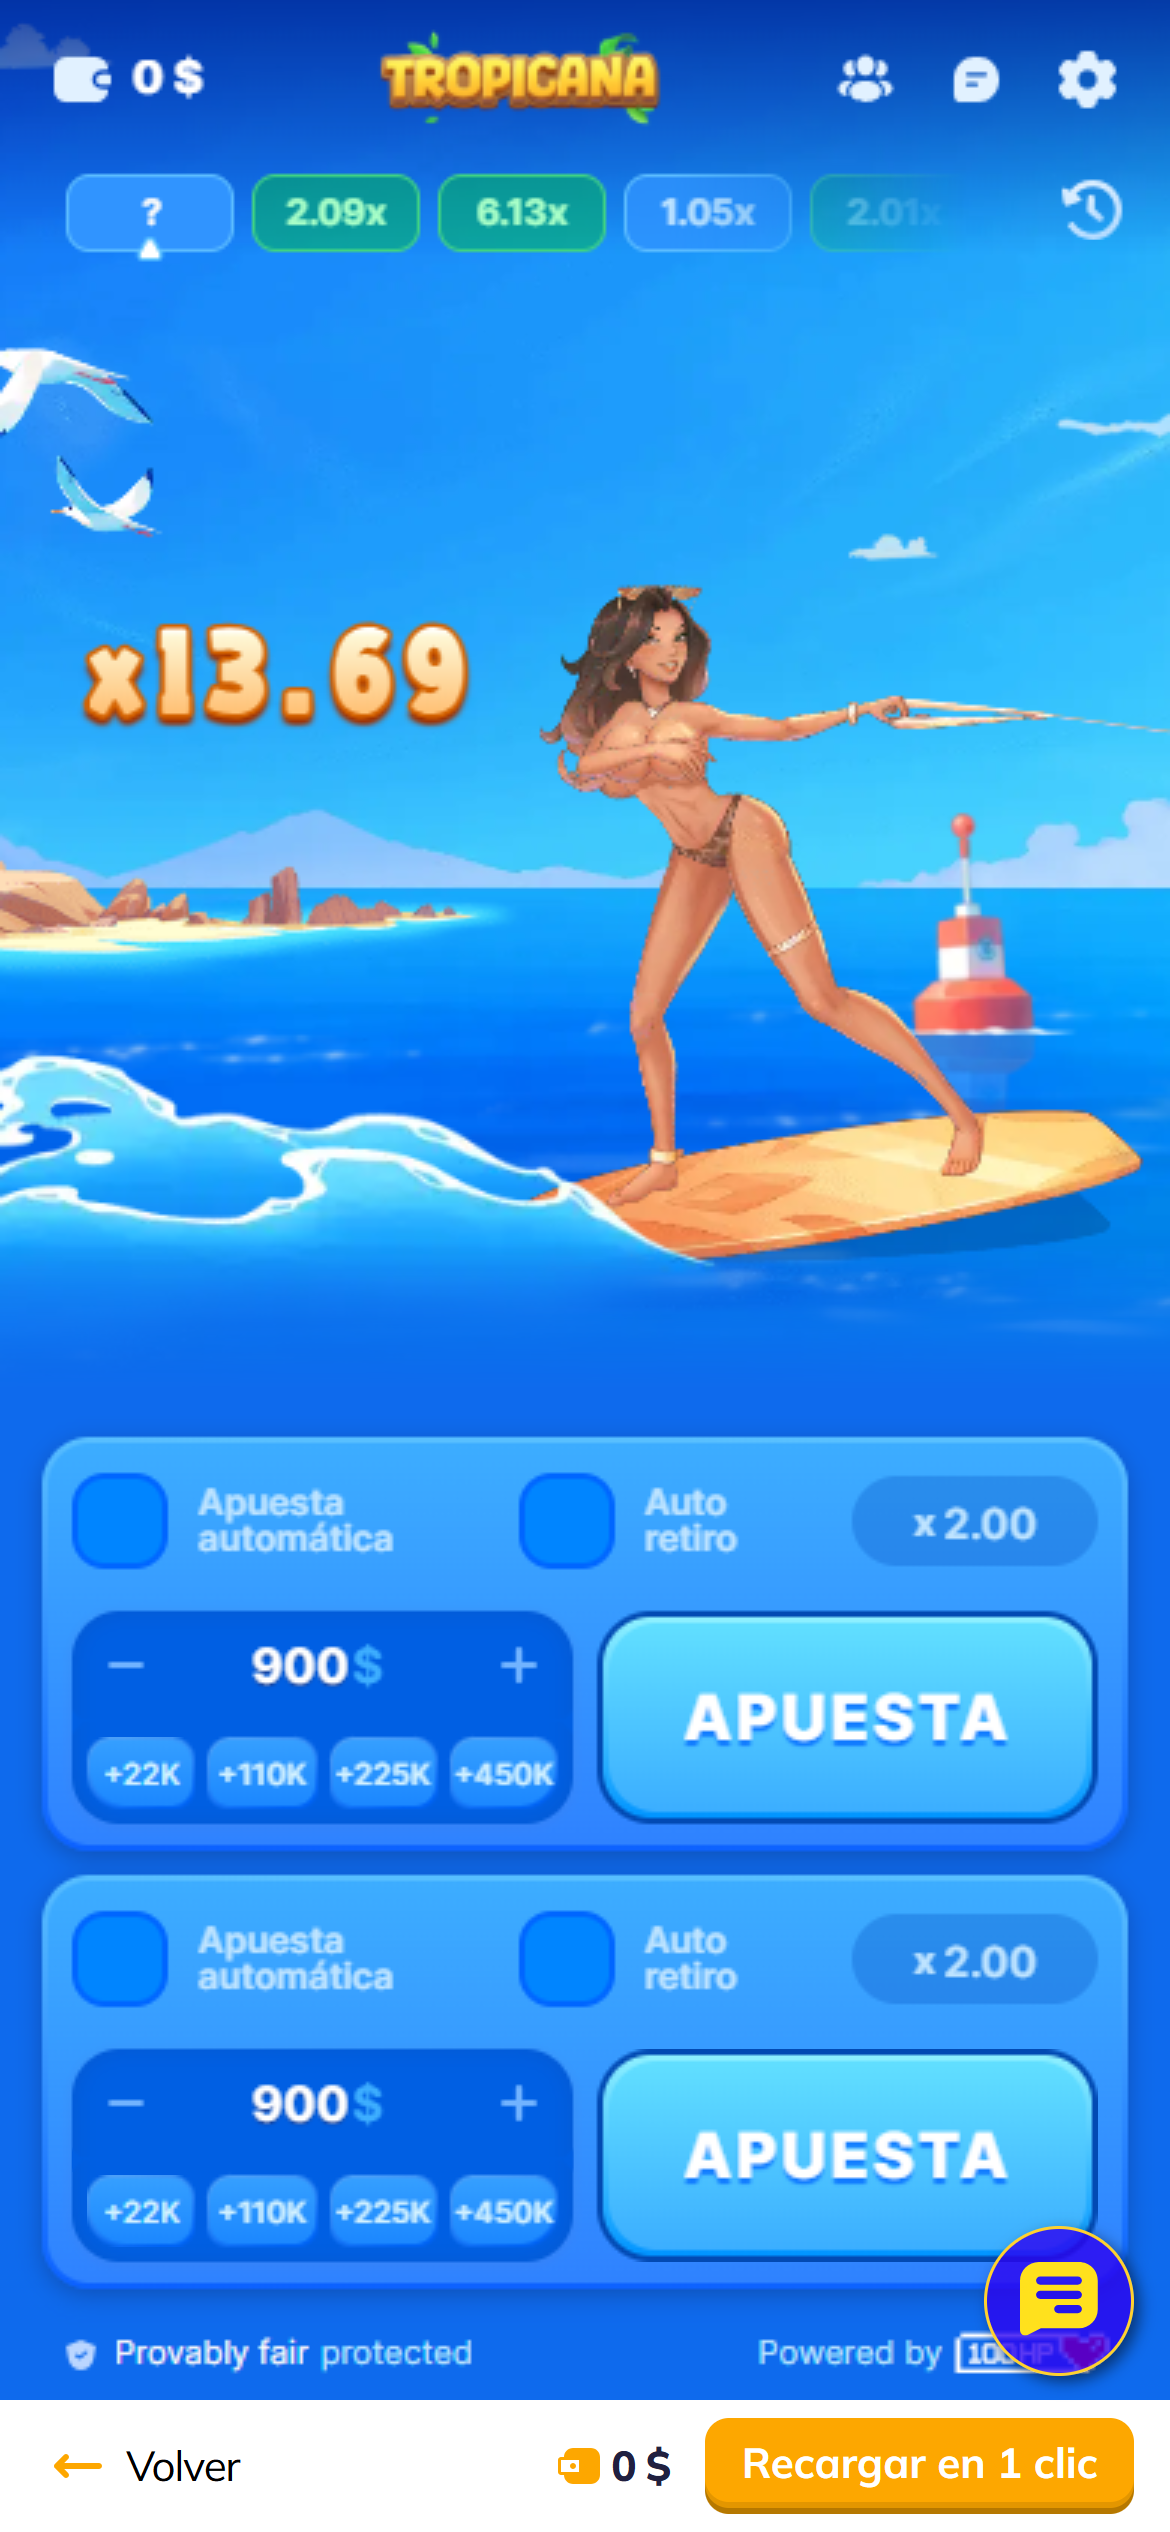 0 $
TROPICANA
?
2.09x
6.13x
1.05x
2.01x
x13.69
Apuesta
automática
Auto
retiro
x 2.00
900 $
+22K
+110K
+225K
+450K
APUESTA
Apuesta
automática
Auto
retiro
x 2.00
900 $
+22K
+110K
+225K
+450K
APUESTA
Provably fair protected
Powered by 100HP
Volver
0 $
Recargar en 1 clic